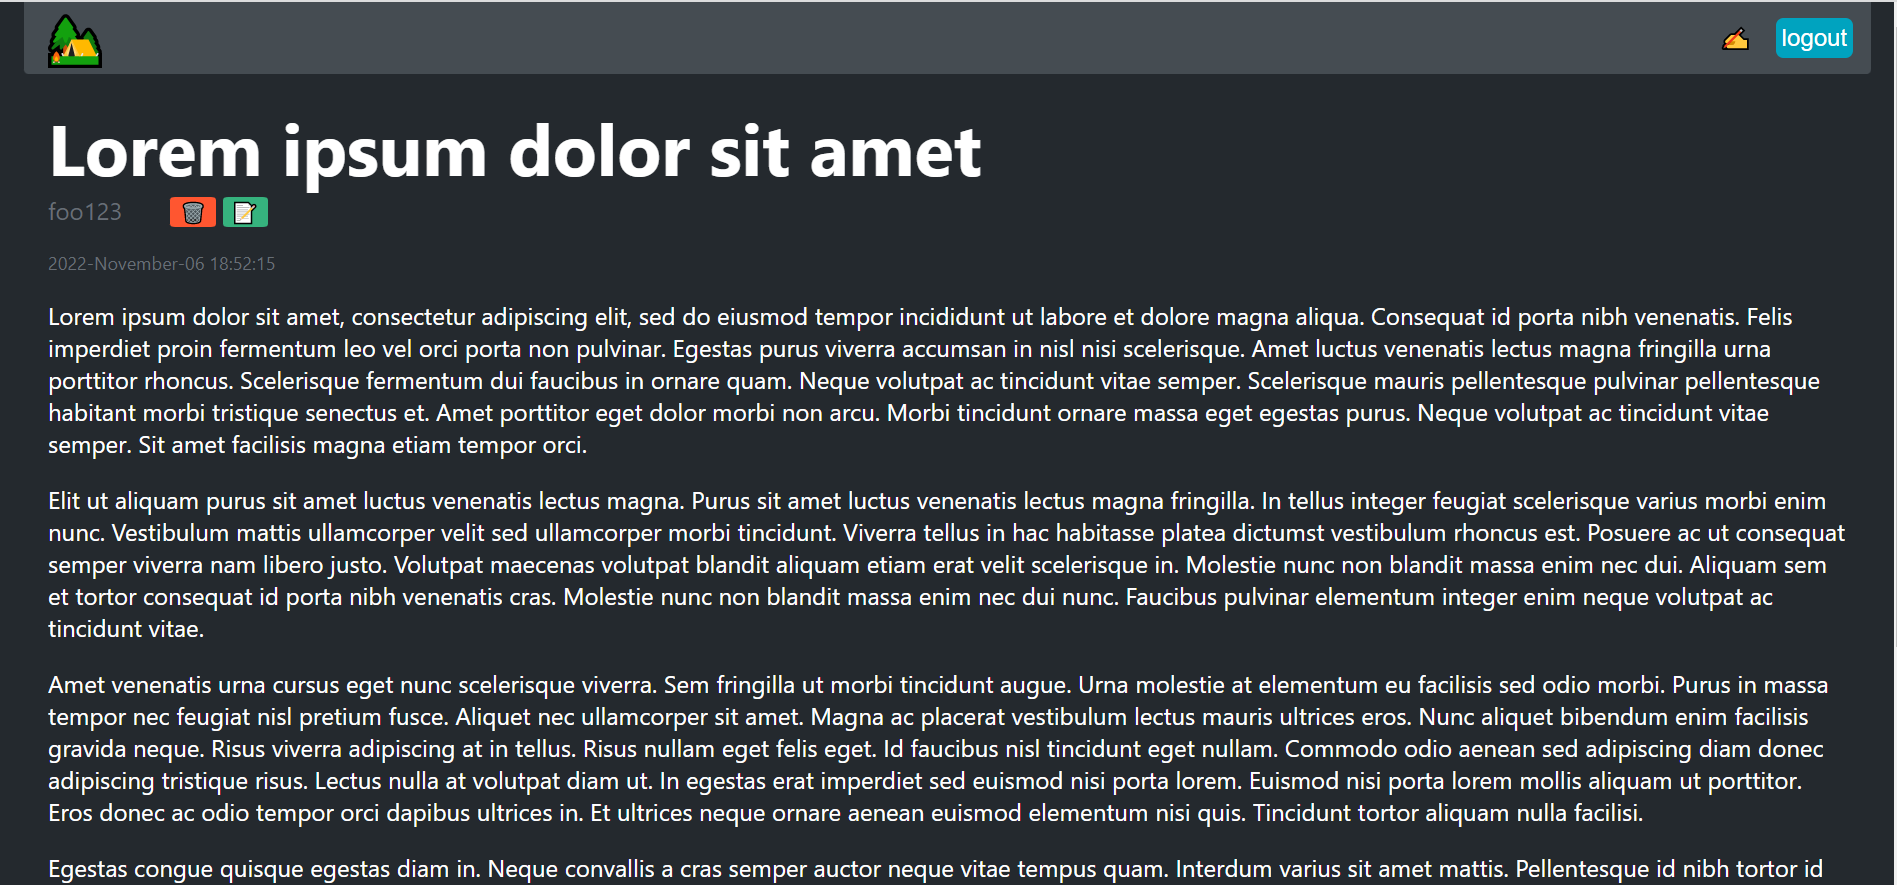 logout
Lorem ipsum dolor sit amet
foo123
2022-November-06 18:52:15
Lorem ipsum dolor sit amet, consectetur adipiscing elit, sed do eiusmod tempor incididunt ut labore et dolore magna aliqua. Consequat id porta nibh venenatis. Felis
imperdiet proin fermentum leo vel orci porta non pulvinar. Egestas purus viverra accumsan in nisl nisi scelerisque. Amet luctus venenatis lectus magna fringilla urna
porttitor rhoncus. Scelerisque fermentum dui faucibus in ornare quam. Neque volutpat ac tincidunt vitae semper. Scelerisque mauris pellentesque pulvinar pellentesque
habitant morbi tristique senectus et. Amet porttitor eget dolor morbi non arcu. Morbi tincidunt ornare massa eget egestas purus. Neque volutpat ac tincidunt vitae
semper. Sit amet facilisis magna etiam tempor orci.
Elit ut aliquam purus sit amet luctus venenatis lectus magna. Purus sit amet luctus venenatis lectus magna fringilla. In tellus integer feugiat scelerisque varius morbi enim
nunc. Vestibulum mattis ullamcorper velit sed ullamcorper morbi tincidunt. Viverra tellus in hac habitasse platea dictumst vestibulum rhoncus est. Posuere ac ut consequat
semper viverra nam libero justo. Volutpat maecenas volutpat blandit aliquam etiam erat velit scelerisque in. Molestie nunc non blandit massa enim nec dui. Aliquam sem
et tortor consequat id porta nibh venenatis cras. Molestie nunc non blandit massa enim nec dui nunc. Faucibus pulvinar elementum integer enim neque volutpat ac
tincidunt vitae.
Amet venenatis urna cursus eget nunc scelerisque viverra. Sem fringilla ut morbi tincidunt augue. Urna molestie at elementum eu facilisis sed odio morbi. Purus in massa
tempor nec feugiat nisl pretium fusce. Aliquet nec ullamcorper sit amet. Magna ac placerat vestibulum lectus mauris ultrices eros. Nunc aliquet bibendum enim facilisis
gravida neque. Risus viverra adipiscing at in tellus. Risus nullam eget felis eget. Id faucibus nisl tincidunt eget nullam. Commodo odio aenean sed adipiscing diam donec
adipiscing tristique risus. Lectus nulla at volutpat diam ut. In egestas erat imperdiet sed euismod nisi porta lorem. Euismod nisi porta lorem mollis aliquam ut porttitor.
Eros donec ac odio tempor orci dapibus ultrices in. Et ultrices neque ornare aenean euismod elementum nisi quis. Tincidunt tortor aliquam nulla facilisi.
Egestas congue quisque egestas diam in. Neque convallis a cras semper auctor neque vitae tempus quam. Interdum varius sit amet mattis. Pellentesque id nibh tortor id